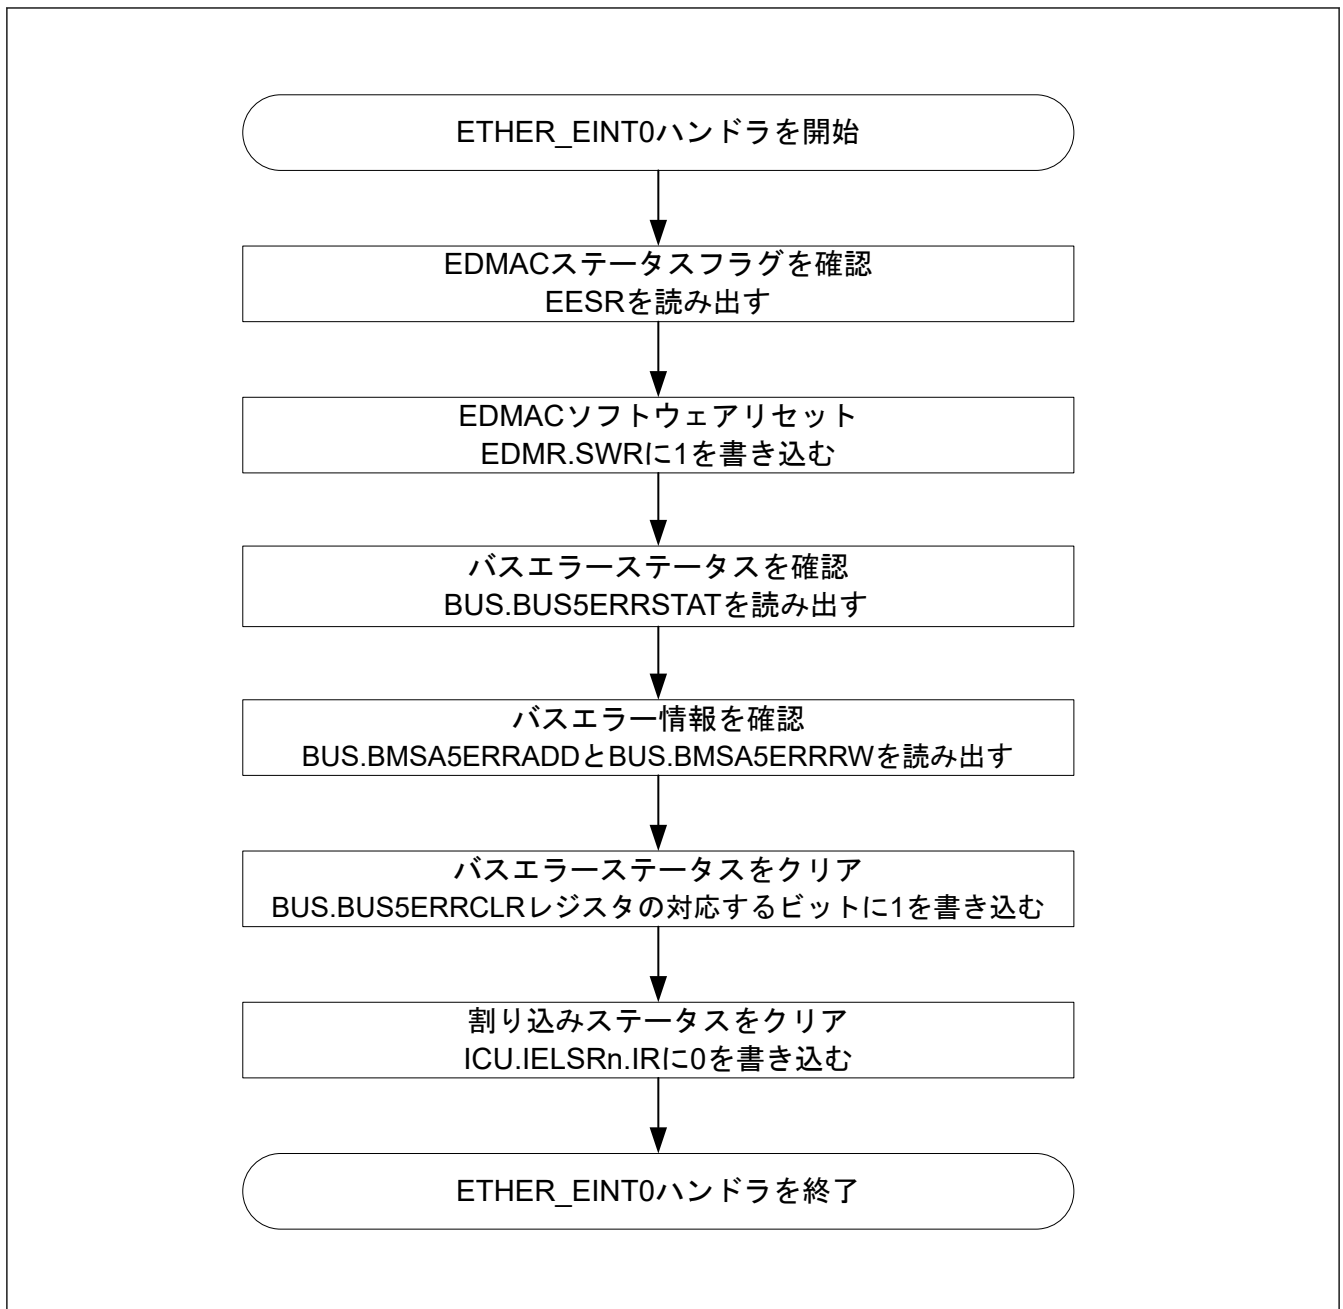 ETHER_EINT0ハンドラを開始
EDMACステータスフラグを確認
EESRを読み出す
EDMACソフトウェアリセット
EDMR.SWRに1を書き込む
バスエラーステータスを確認
BUS.BUS5ERRSTATを読み出す
バスエラー情報を確認
BUS.BMSA5ERRADDとBUS.BMSA5ERRRWを読み出す
バスエラーステータスをクリア
BUS.BUS5ERRCLRレジスタの対応するビットに1を書き込む
割り込みステータスをクリア
ICU.IELSRn.IRに0を書き込む
ETHER_EINT0ハンドラを終了